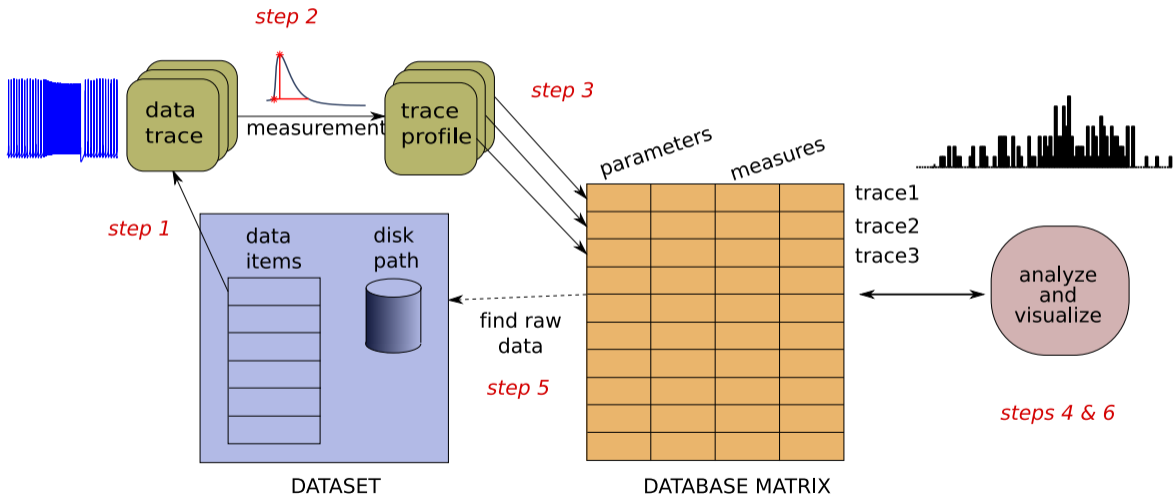 step 2
data
trace
measurement
trace
profile
step 3
parameters
measures
trace1
trace2
trace3
step 1
data
items
disk
path
find raw
data
step 5
analyze
and
visualize
steps 4 & 6
DATASET
DATABASE MATRIX